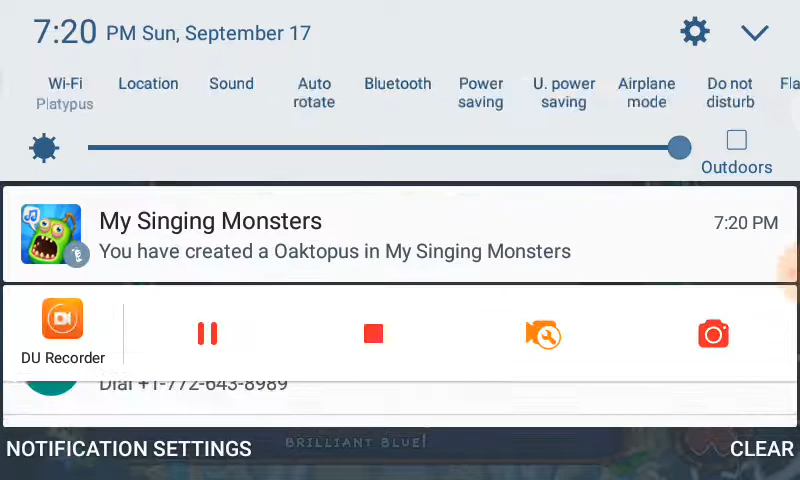 7:20 PM Sun, September 17
Wi-Fi Location Sound Auto rotate Bluetooth Power saving U. power saving Airplane mode Do not disturb Fla
Platypus
Outdoors
My Singing Monsters 7:20 PM
You have created a Oaktopus in My Singing Monsters
DU Recorder
Dial +1-772-643-8989
BRILLIANT BLUE!
NOTIFICATION SETTINGS CLEAR